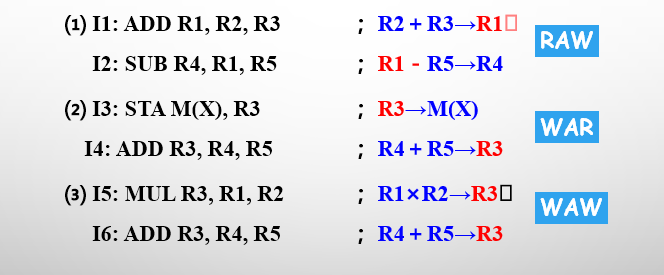 (1) I1: ADD R1, R2, R3 ; R2 + R3→R1 RAW
I2: SUB R4, R1, R5 ; R1 - R5→R4
(2) I3: STA M(X), R3 ; R3→M(X) WAR
I4: ADD R3, R4, R5 ; R4 + R5→R3
(3) I5: MUL R3, R1, R2 ; R1×R2→R3 WAW
I6: ADD R3, R4, R5 ; R4 + R5→R3